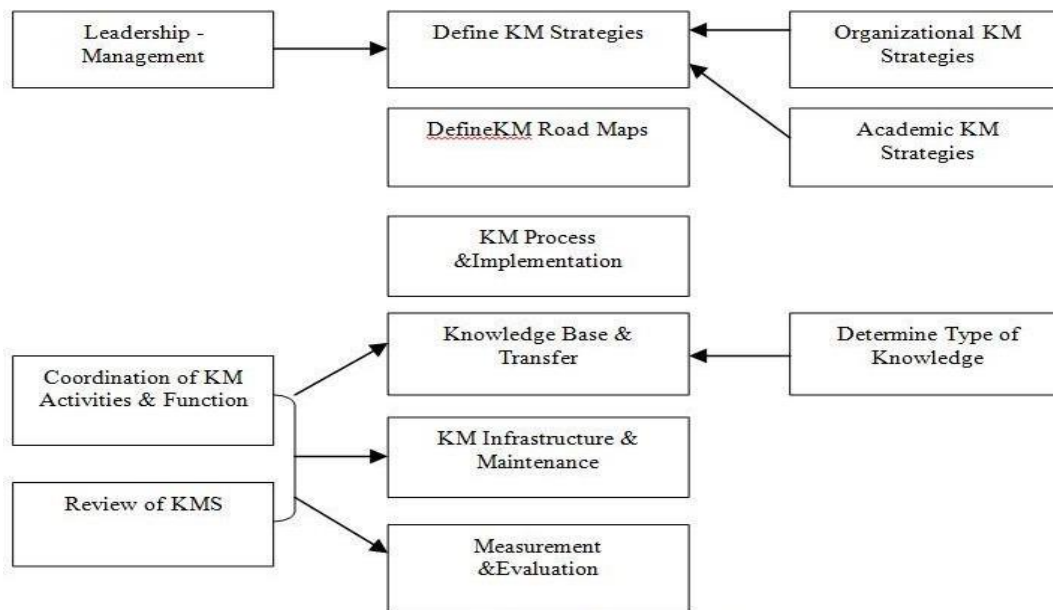 Leadership -
Management
Define KM Strategies
Organizational KM
Strategies
DefineKM Road Maps
Academic KM
Strategies
KM Process
&Implementation
Knowledge Base &
Transfer
Determine Type of
Knowledge
Coordination of KM
Activities & Function
KM Infrastructure &
Maintenance
Review of KMS
Measurement
&Evaluation